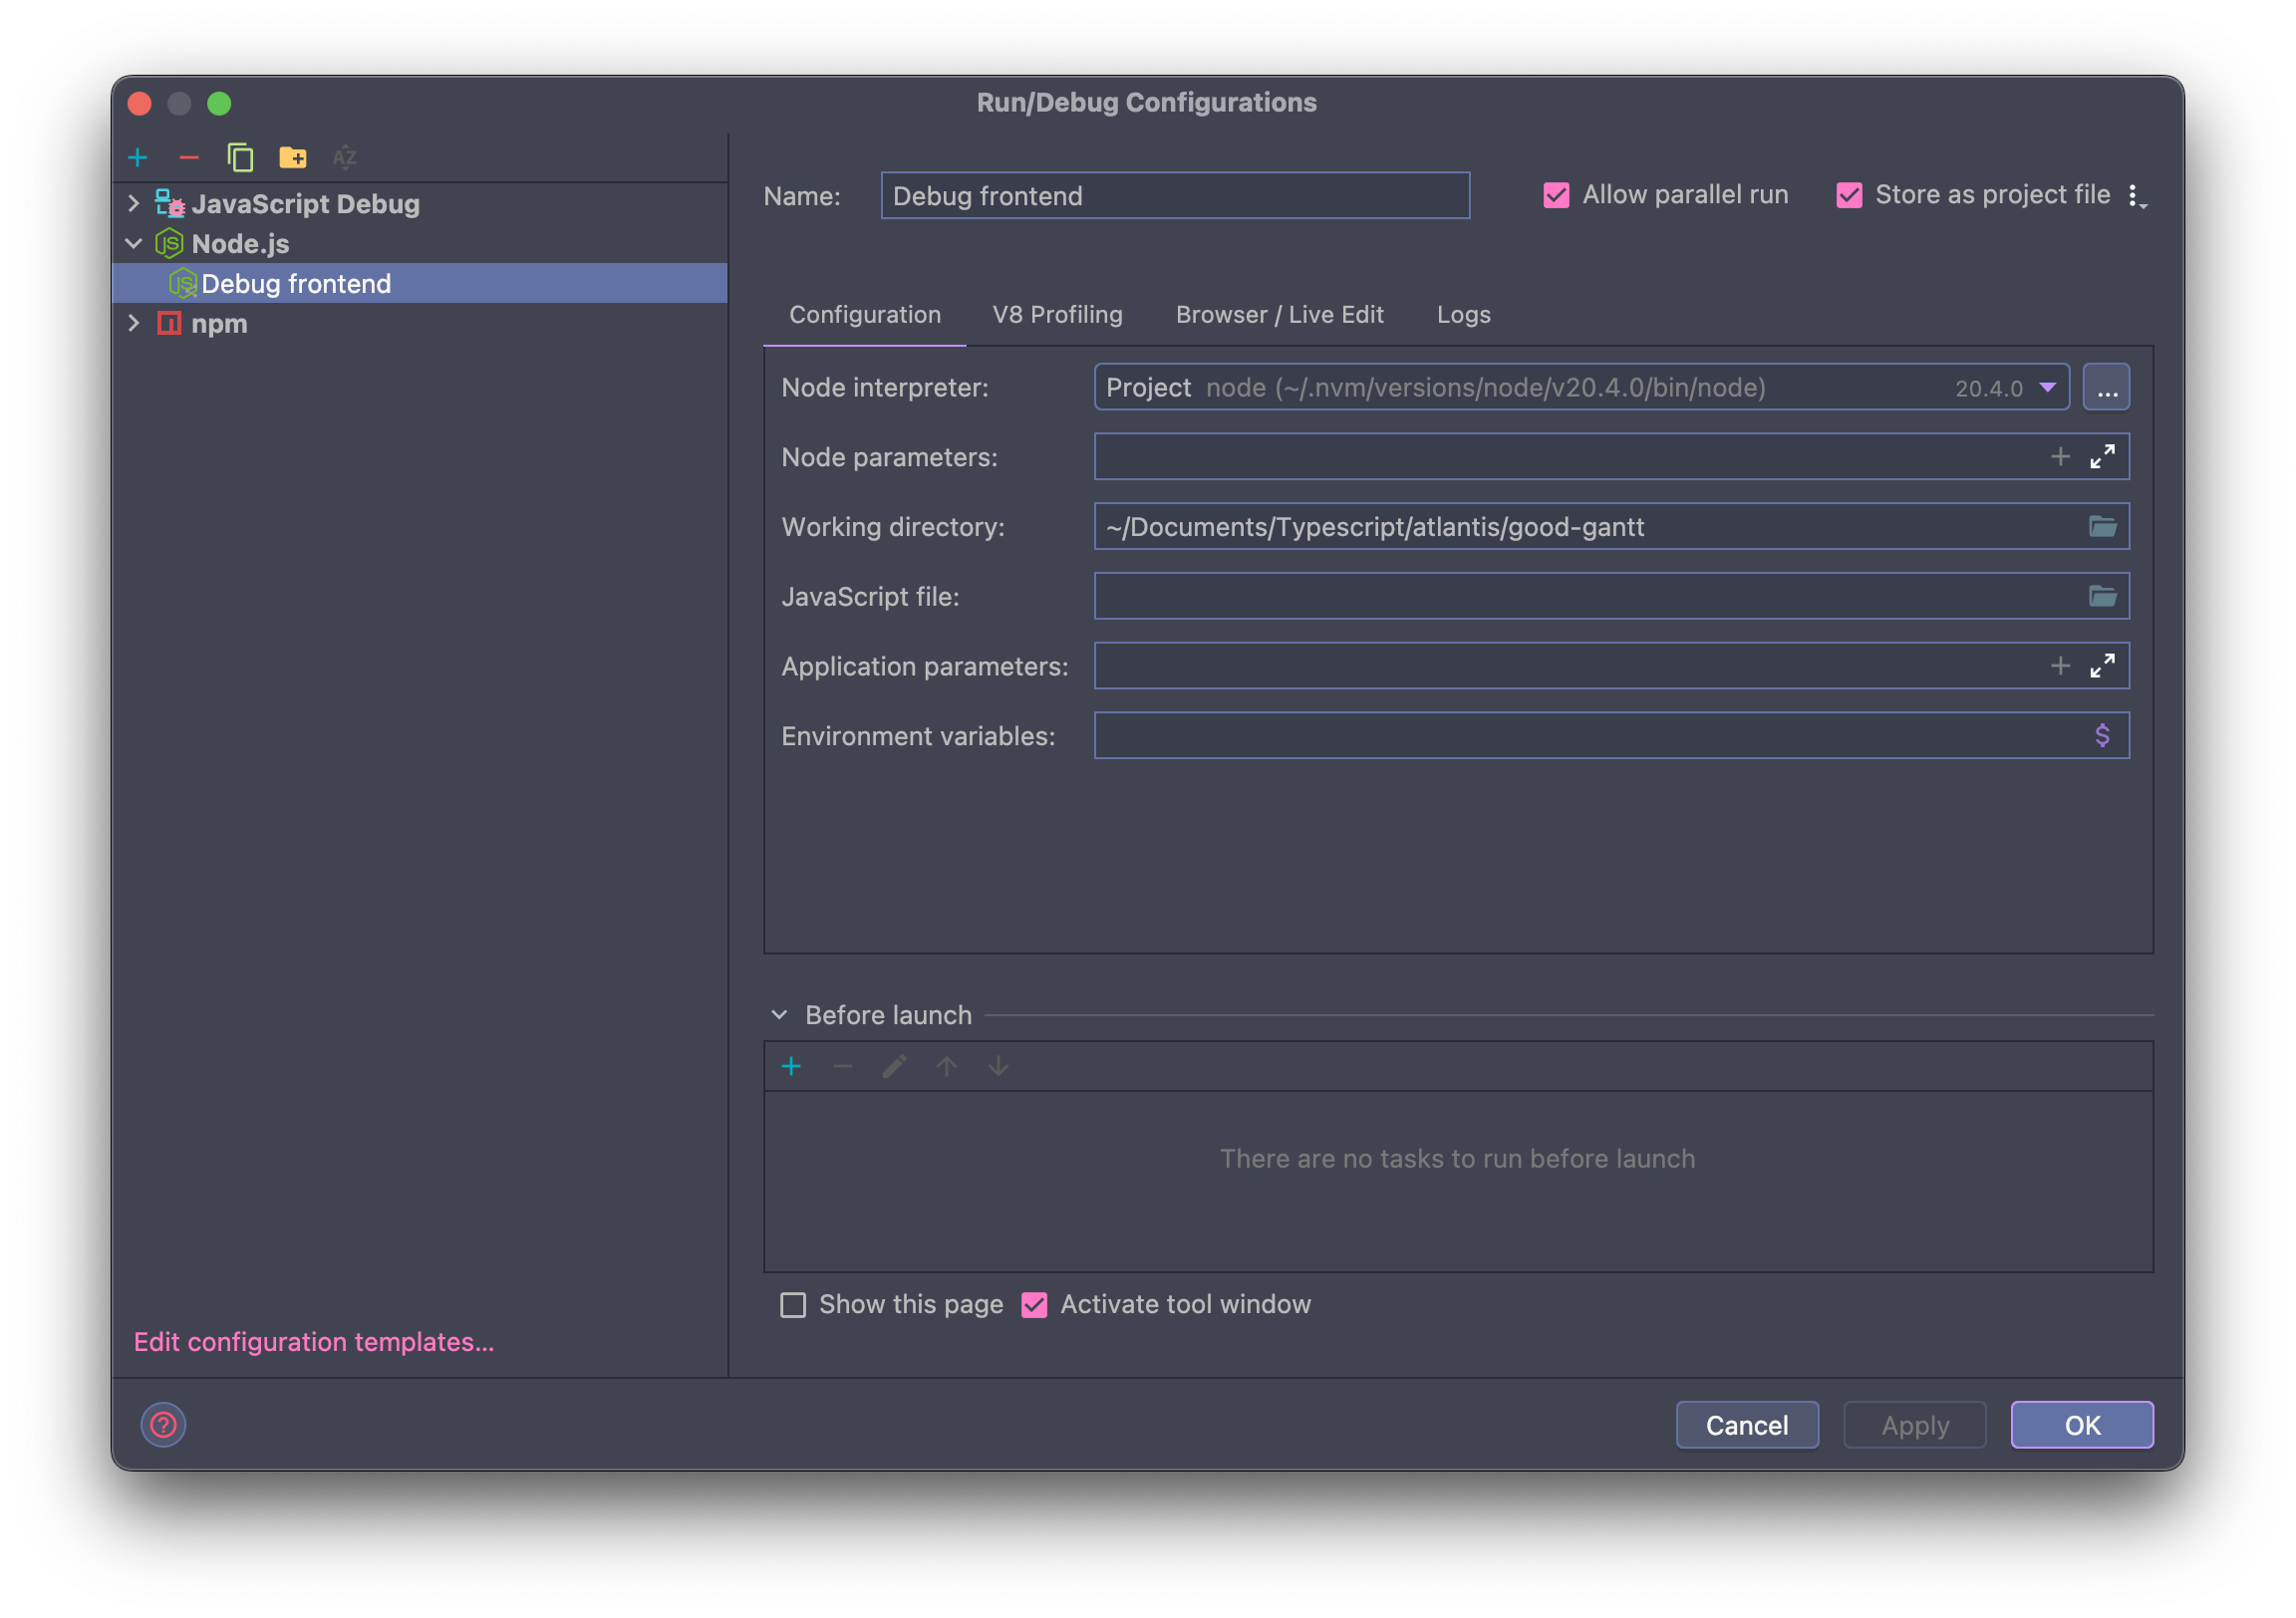 Run/Debug Configurations
JavaScript Debug
Node.js
Debug frontend
npm
Edit configuration templates...
Name:
Debug frontend
Allow parallel run
Store as project file
Configuration
V8 Profiling
Browser / Live Edit
Logs
Node interpreter:
Project node (~/.nvm/versions/node/v20.4.0/bin/node) 20.4.0
...
Node parameters:
Working directory:
~/Documents/Typescript/atlantis/good-gantt
JavaScript file:
Application parameters:
Environment variables:
$
Before launch
There are no tasks to run before launch
Show this page
Activate tool window
?
Cancel
Apply
OK